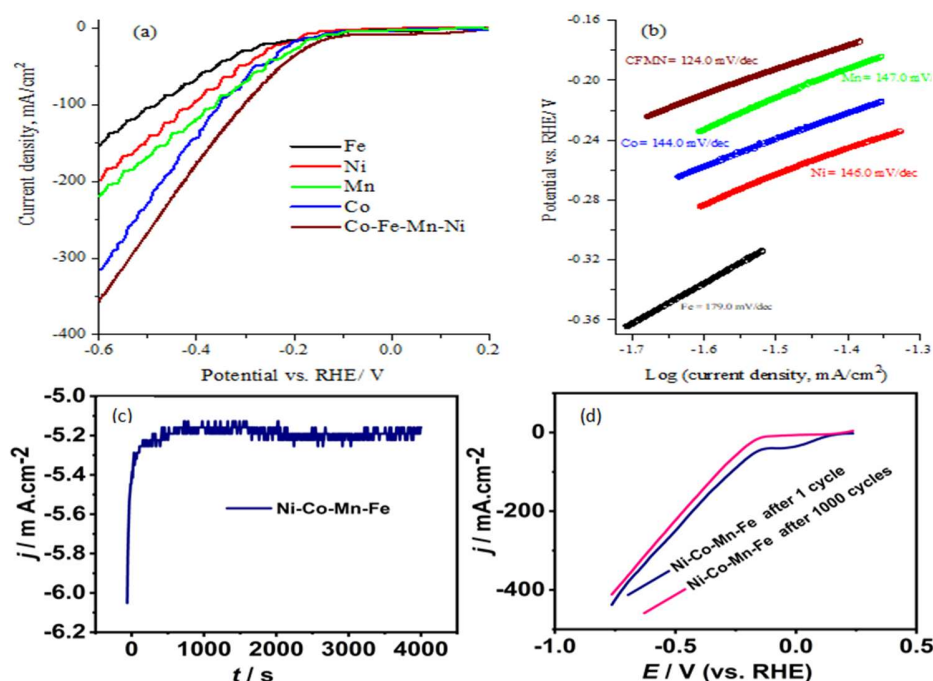 (a)
0
-100
-200
-300
-400
Current density, mA/cm²
Fe
Ni
Mn
Co
Co-Fe-Mn-Ni
-0.6
-0.4
-0.2
0.0
0.2
Potential vs. RHE/ V
(b)
-0.16
-0.20
-0.24
-0.28
-0.32
-0.36
Potential vs. RHE/ V
CFMN= 124.0 mV/dec
Mn= 147.0 mV/
Co= 144.0 mV/dec
Ni= 146.0 mV/dec
Fe = 179.0 mV/dec
-1.7
-1.6
-1.5
-1.4
-1.3
Log (current density, mA/cm²)
(c)
-5.0
-5.2
-5.4
-5.6
-5.8
-6.0
-6.2
j / m A.cm-2
Ni-Co-Mn-Fe
0
1000
2000
3000
4000
t / s
(d)
0
-200
-400
j / mA.cm-2
Ni-Co-Mn-Fe after 1 cycle
Ni-Co-Mn-Fe after 1000 cycles
-1.0
-0.5
0.0
0.5
E / V (vs. RHE)